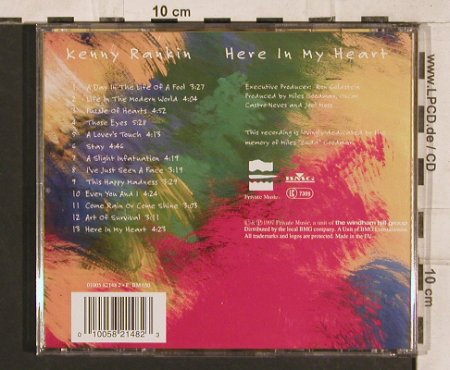 10 cm
Kenny Rankin Here In My Heart
1. A Day In The Life Of A Fool 3:27
2. Life In The Modern World 4:04
3. Puzzle Of Hearts 4:52
4. Those Eyes 5:28
5. A Lover's Touch 4:13
6. Stay 4:46
7. A Slight Infatuation 4:19
8. I've Just Seen A Face 3:19
9. This Happy Madness 3:29
10. Even You And I 4:24
11. Come Rain Or Come Shine 3:03
12. Art Of Survival 3:11
13. Here In My Heart 4:23
Executive Producer: Ron Goldstein
Produced by Miles Goodman, Oscar
Castro-Neves and Joel Moss
This recording is lovingly dedicated to the
memory of Miles Goodman
Private Music
BMG
1997 Private Music, a unit of the windham hill group
Distributed by the local BMG company. A Unit of BMG Entertainment
All trademarks and logos are protected. Made in the EU.
01005 82148 2
0 10058 21482 3
www.LPCD.de / CD
10 cm